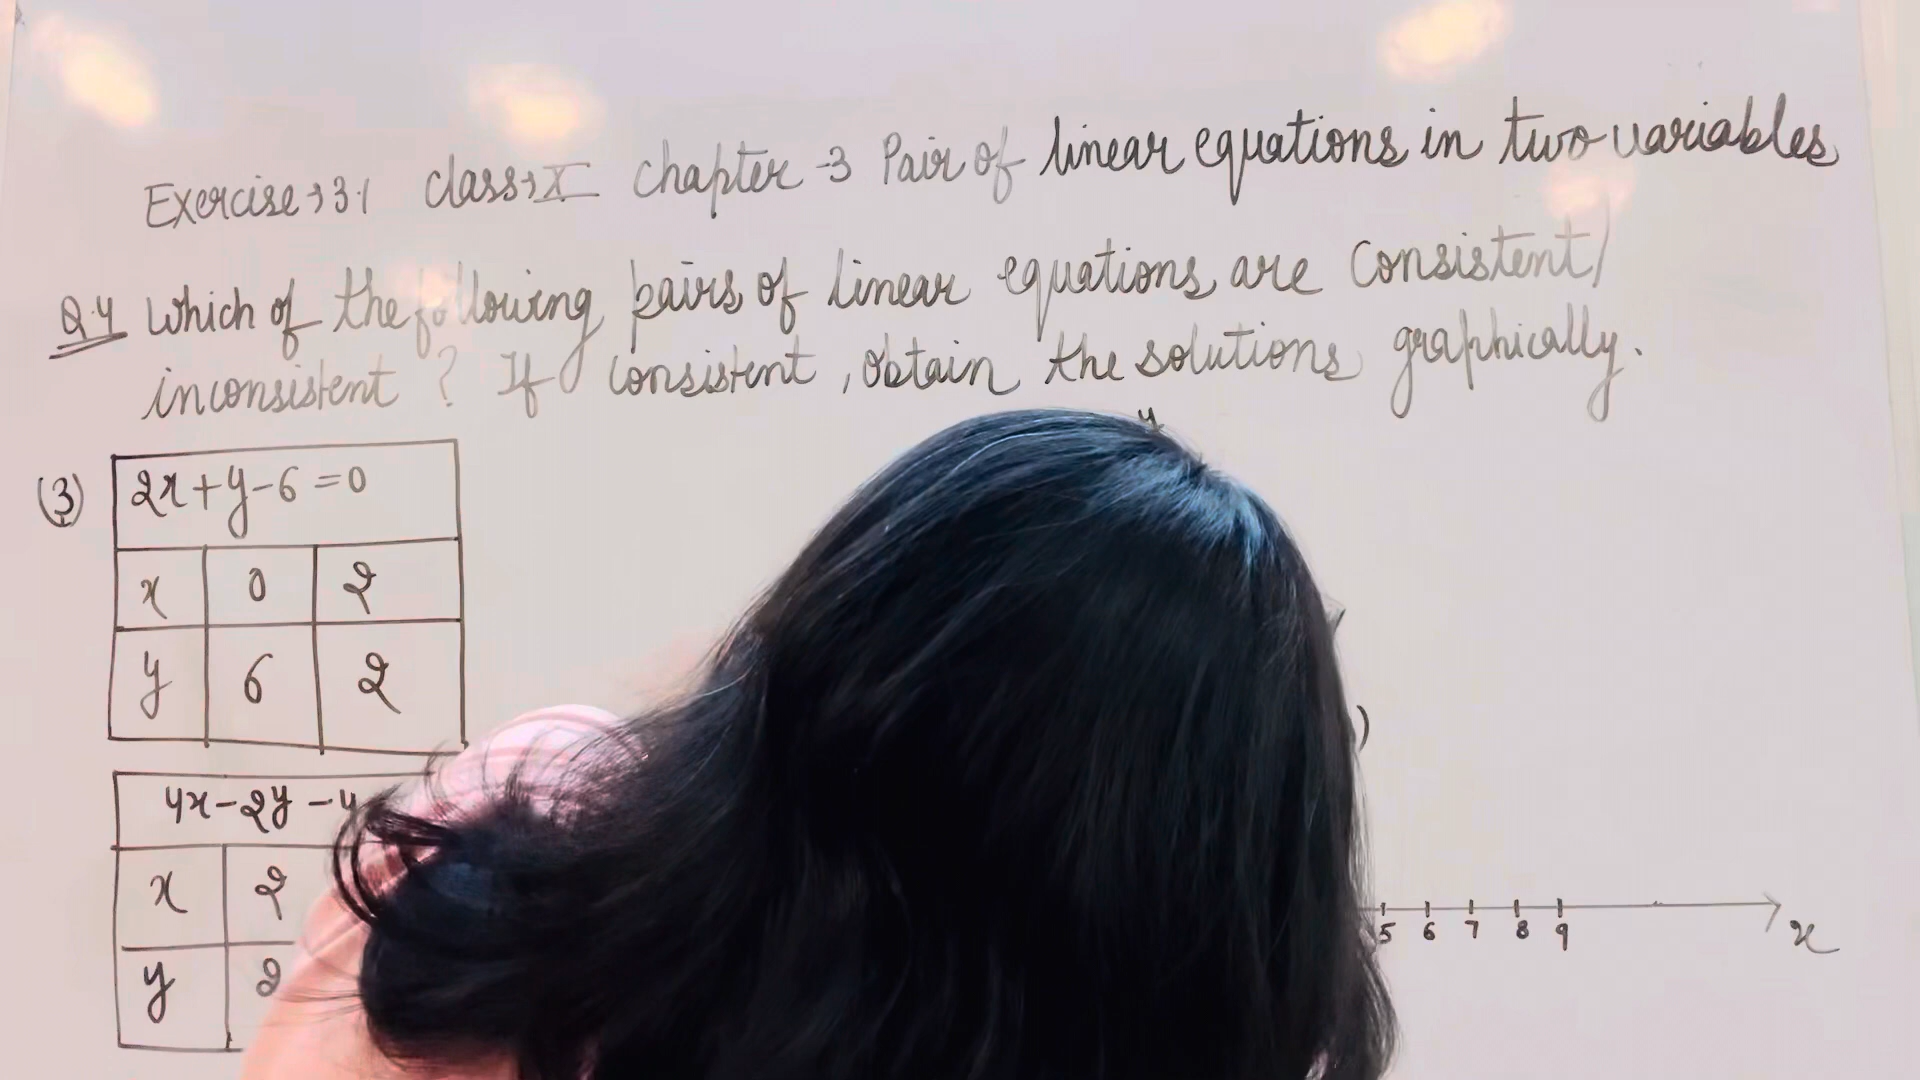 Exercise→3.1 class→X chapter-3 Pair of linear equations in two variables
Q.4 Which of the following pairs of linear equations are consistent/
inconsistent? If consistent, obtain the solutions graphically.
y
(3) 2x+y-6=0
x 0 2
y 6 2
)
4x-2y-4
x 2
y 2
5 6 7 8 9
x